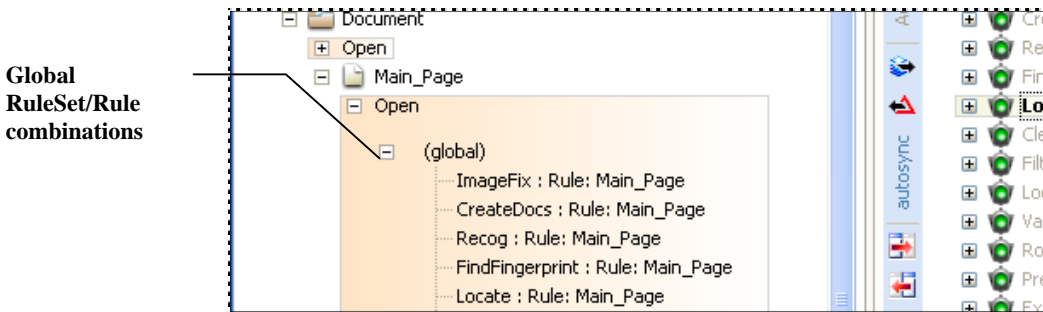 Global
RuleSet/Rule
combinations
Document
Open
Main_Page
Open
(global)
ImageFix : Rule: Main_Page
CreateDocs : Rule: Main_Page
Recog : Rule: Main_Page
FindFingerprint : Rule: Main_Page
Locate : Rule: Main_Page
autosync